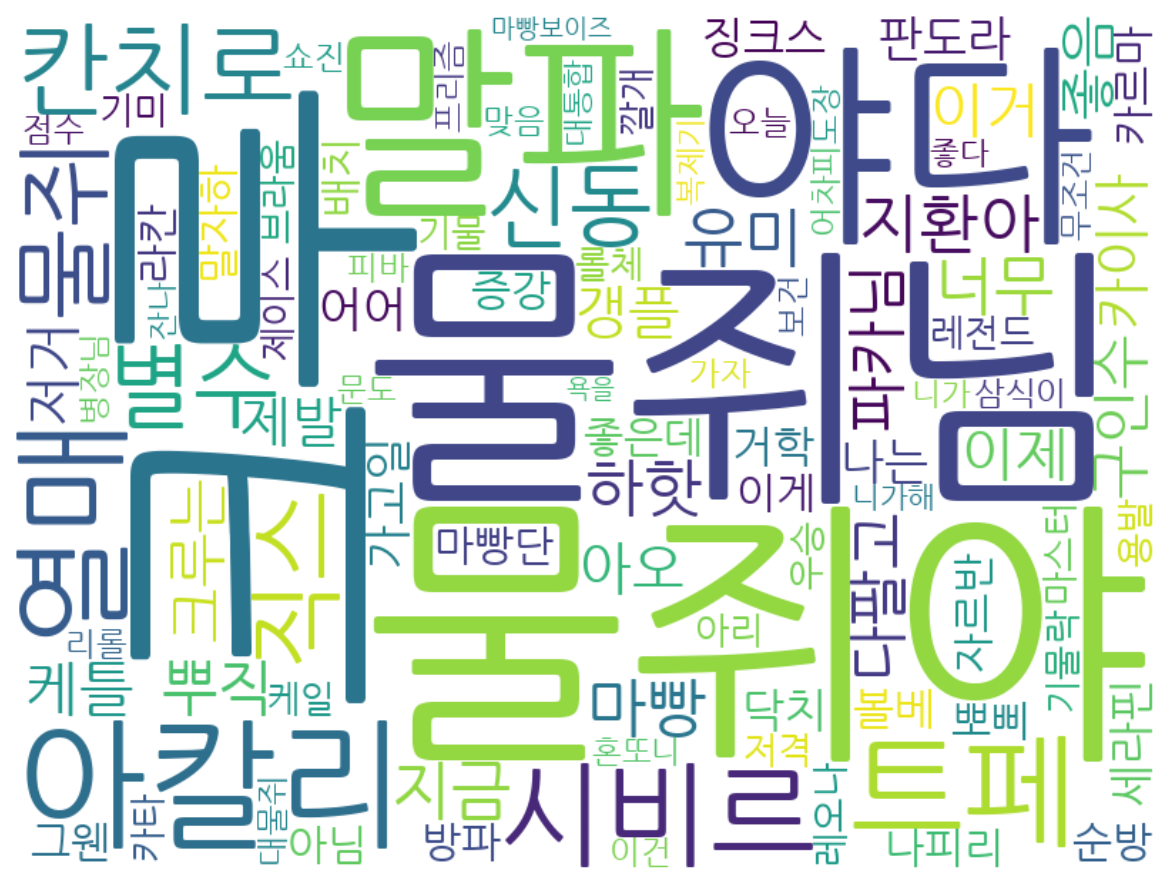 칸치로
쇼진
마빵보이즈
징크스
판도라
좋음
카르마
기미
점수
말파
프리즘
맞음
대통합
깔개
야냐
오늘
이거
좋다
물쥐
라칸
말자하
브라움
배치
신동
복제기
어차피도장
무조건
지환아
카이사
기물
유미
잔나
제이스
피바
롤체
어어
증강
갱플
보건
파카님
너무
레전드
저거
병장님
별수
물쥐님
문도
욕을
가자
니가
삼식이
구인수
제발
좋은데
거학
나는
이제
열매
가고일
하핫
이게
니가해
크루는
직스
마빵단
아오
우승
다팔고
자르반
기물락마스터
용발
물쥐야
리롤
아리
케틀
뿌직
케일
마빵
닥치
볼베
뽀삐
세라핀
혼또니
저격
아칼리
지금
시비르
트페
그웬
카타
대물쥐
아님
방파
이건
레오나
나피리
순방